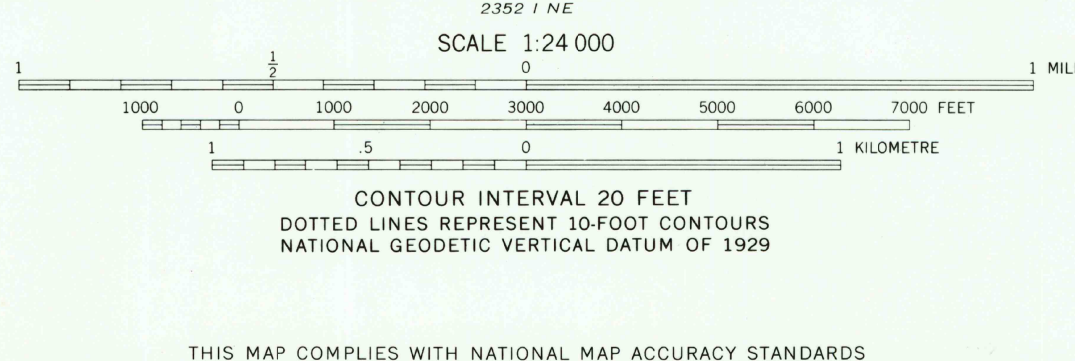 2352 I NE
SCALE 1:24 000
1 1/2 0 1 MIL
1000 0 1000 2000 3000 4000 5000 6000 7000 FEET
1 .5 0 1 KILOMETRE
CONTOUR INTERVAL 20 FEET
DOTTED LINES REPRESENT 10-FOOT CONTOURS
NATIONAL GEODETIC VERTICAL DATUM OF 1929
THIS MAP COMPLIES WITH NATIONAL MAP ACCURACY STANDARDS